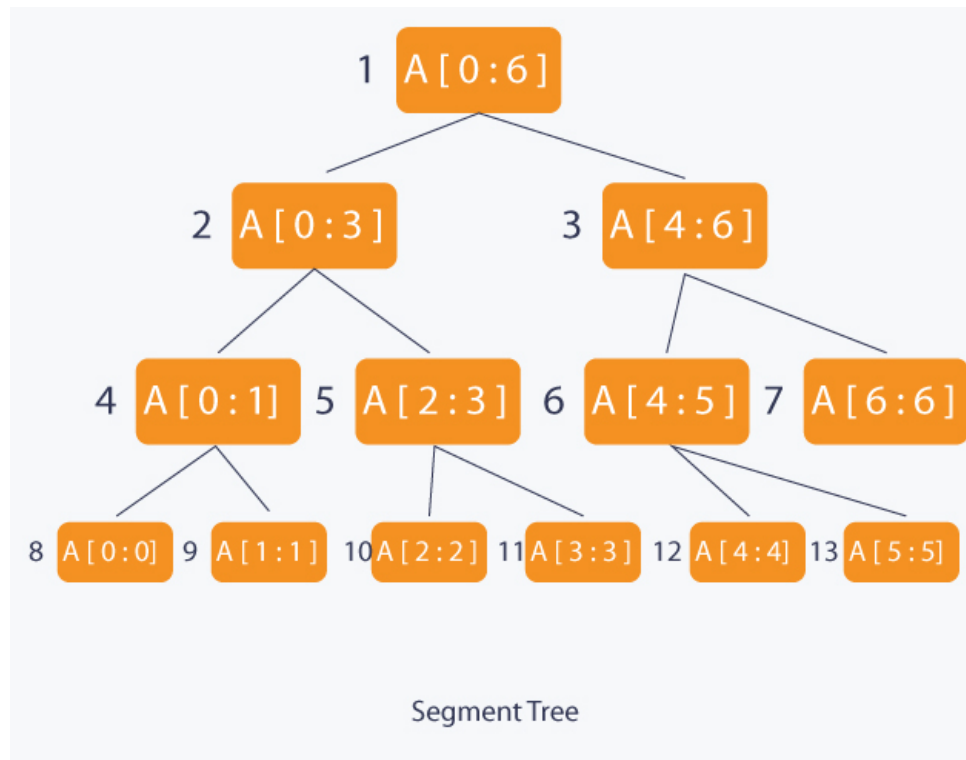 1 A[0:6]
2 A[0:3] 3 A[4:6]
4 A[0:1] 5 A[2:3] 6 A[4:5] 7 A[6:6]
8 A[0:0] 9 A[1:1] 10 A[2:2] 11 A[3:3] 12 A[4:4] 13 A[5:5]
Segment Tree